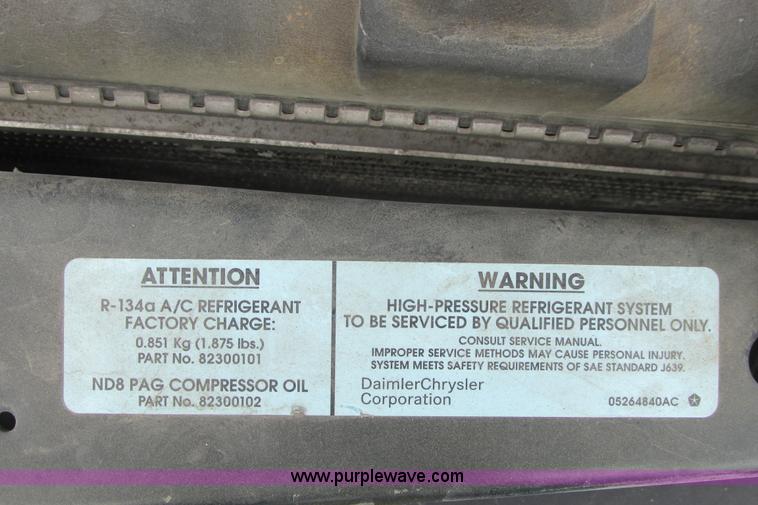 ATTENTION
R-134a A/C REFRIGERANT
FACTORY CHARGE:
0.851 Kg (1.875 lbs.)
PART No. 82300101
ND8 PAG COMPRESSOR OIL
PART No. 82300102
WARNING
HIGH-PRESSURE REFRIGERANT SYSTEM
TO BE SERVICED BY QUALIFIED PERSONNEL ONLY.
CONSULT SERVICE MANUAL.
IMPROPER SERVICE METHODS MAY CAUSE PERSONAL INJURY.
SYSTEM MEETS SAFETY REQUIREMENTS OF SAE STANDARD J639.
DaimlerChrysler
Corporation
05264840AC
www.purplewave.com